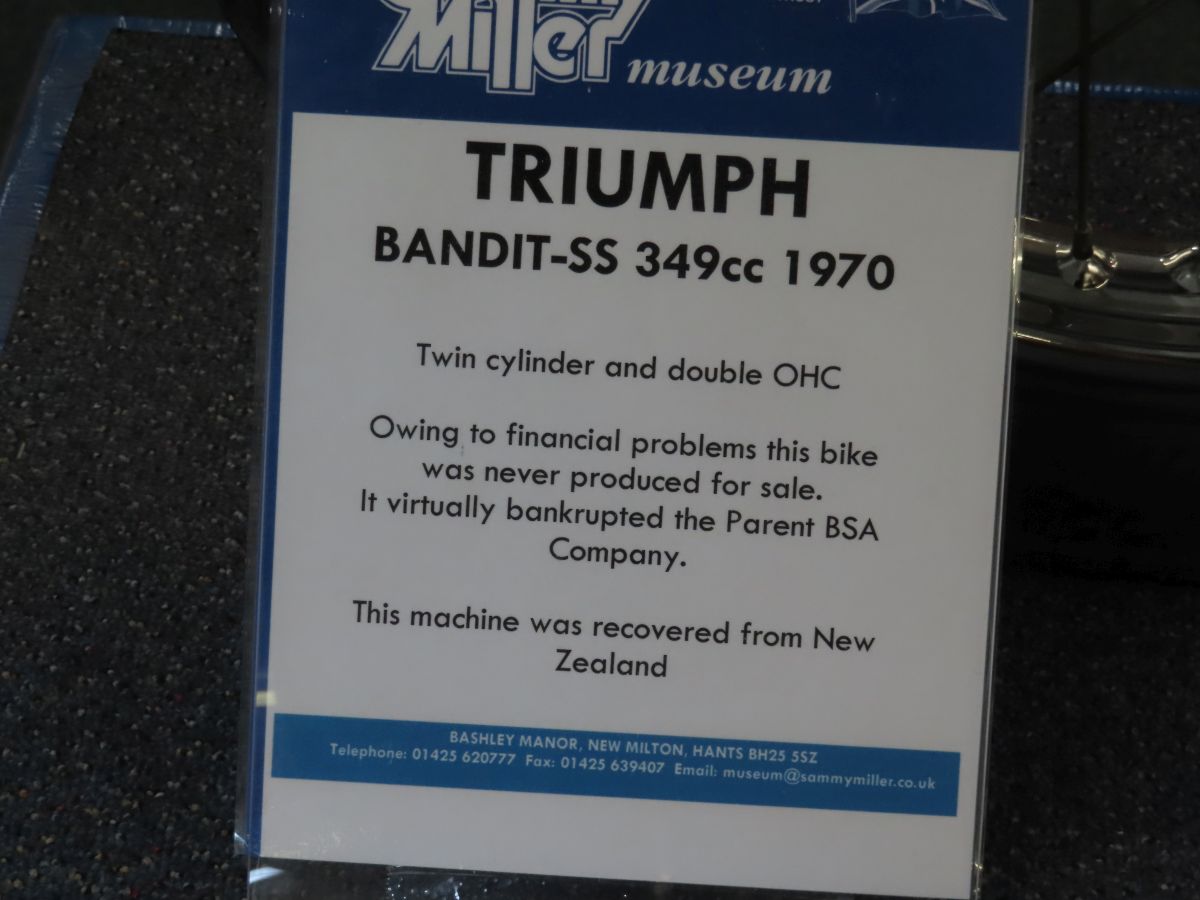 Miller museum
TRIUMPH
BANDIT-SS 349cc 1970
Twin cylinder and double OHC
Owing to financial problems this bike
was never produced for sale.
It virtually bankrupted the Parent BSA
Company.
This machine was recovered from New
Zealand
BASHLEY MANOR, NEW MILTON, HANTS BH25 5SZ
Telephone: 01425 620777 Fax: 01425 639407 Email: museum@sammymiller.co.uk